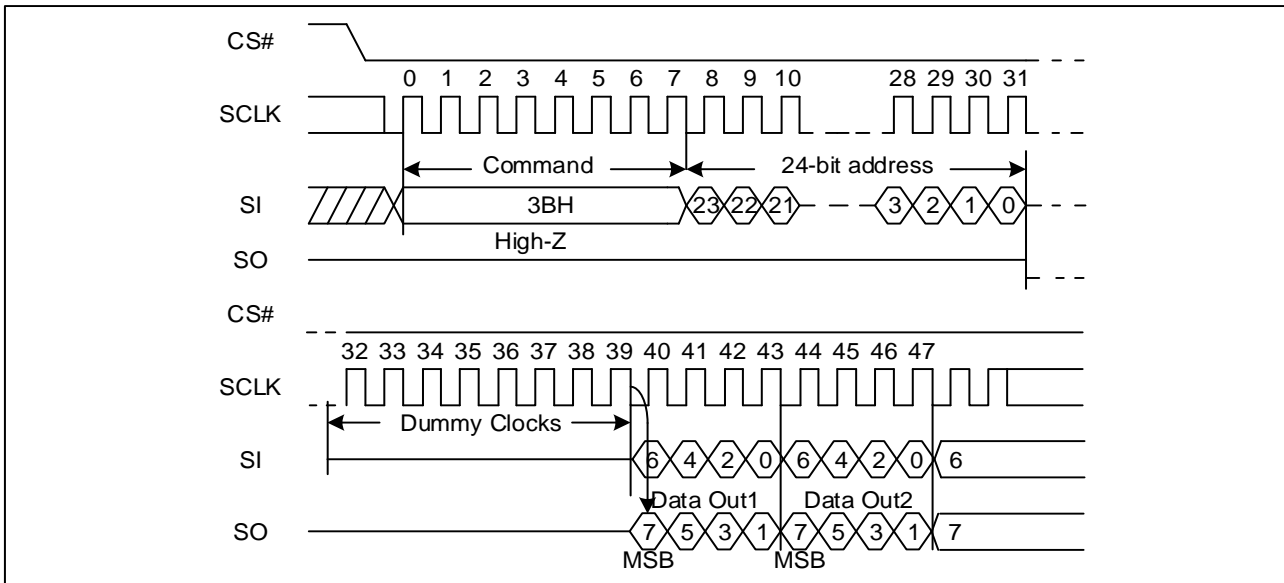 CS#
0 1 2 3 4 5 6 7 8 9 10 28 29 30 31
SCLK
Command 24-bit address
SI 3BH 23 22 21 3 2 1 0
High-Z
SO
CS#
32 33 34 35 36 37 38 39 40 41 42 43 44 45 46 47
SCLK
Dummy Clocks
SI 6 4 2 0 6 4 2 0 6
Data Out1 Data Out2
SO 7 5 3 1 7 5 3 1 7
MSB MSB